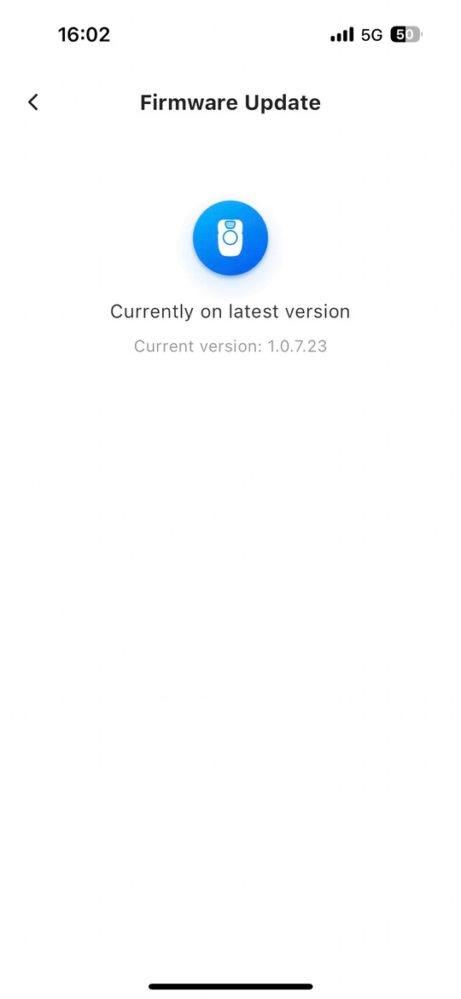 16:02 5G 50
Firmware Update
Currently on latest version
Current version: 1.0.7.23